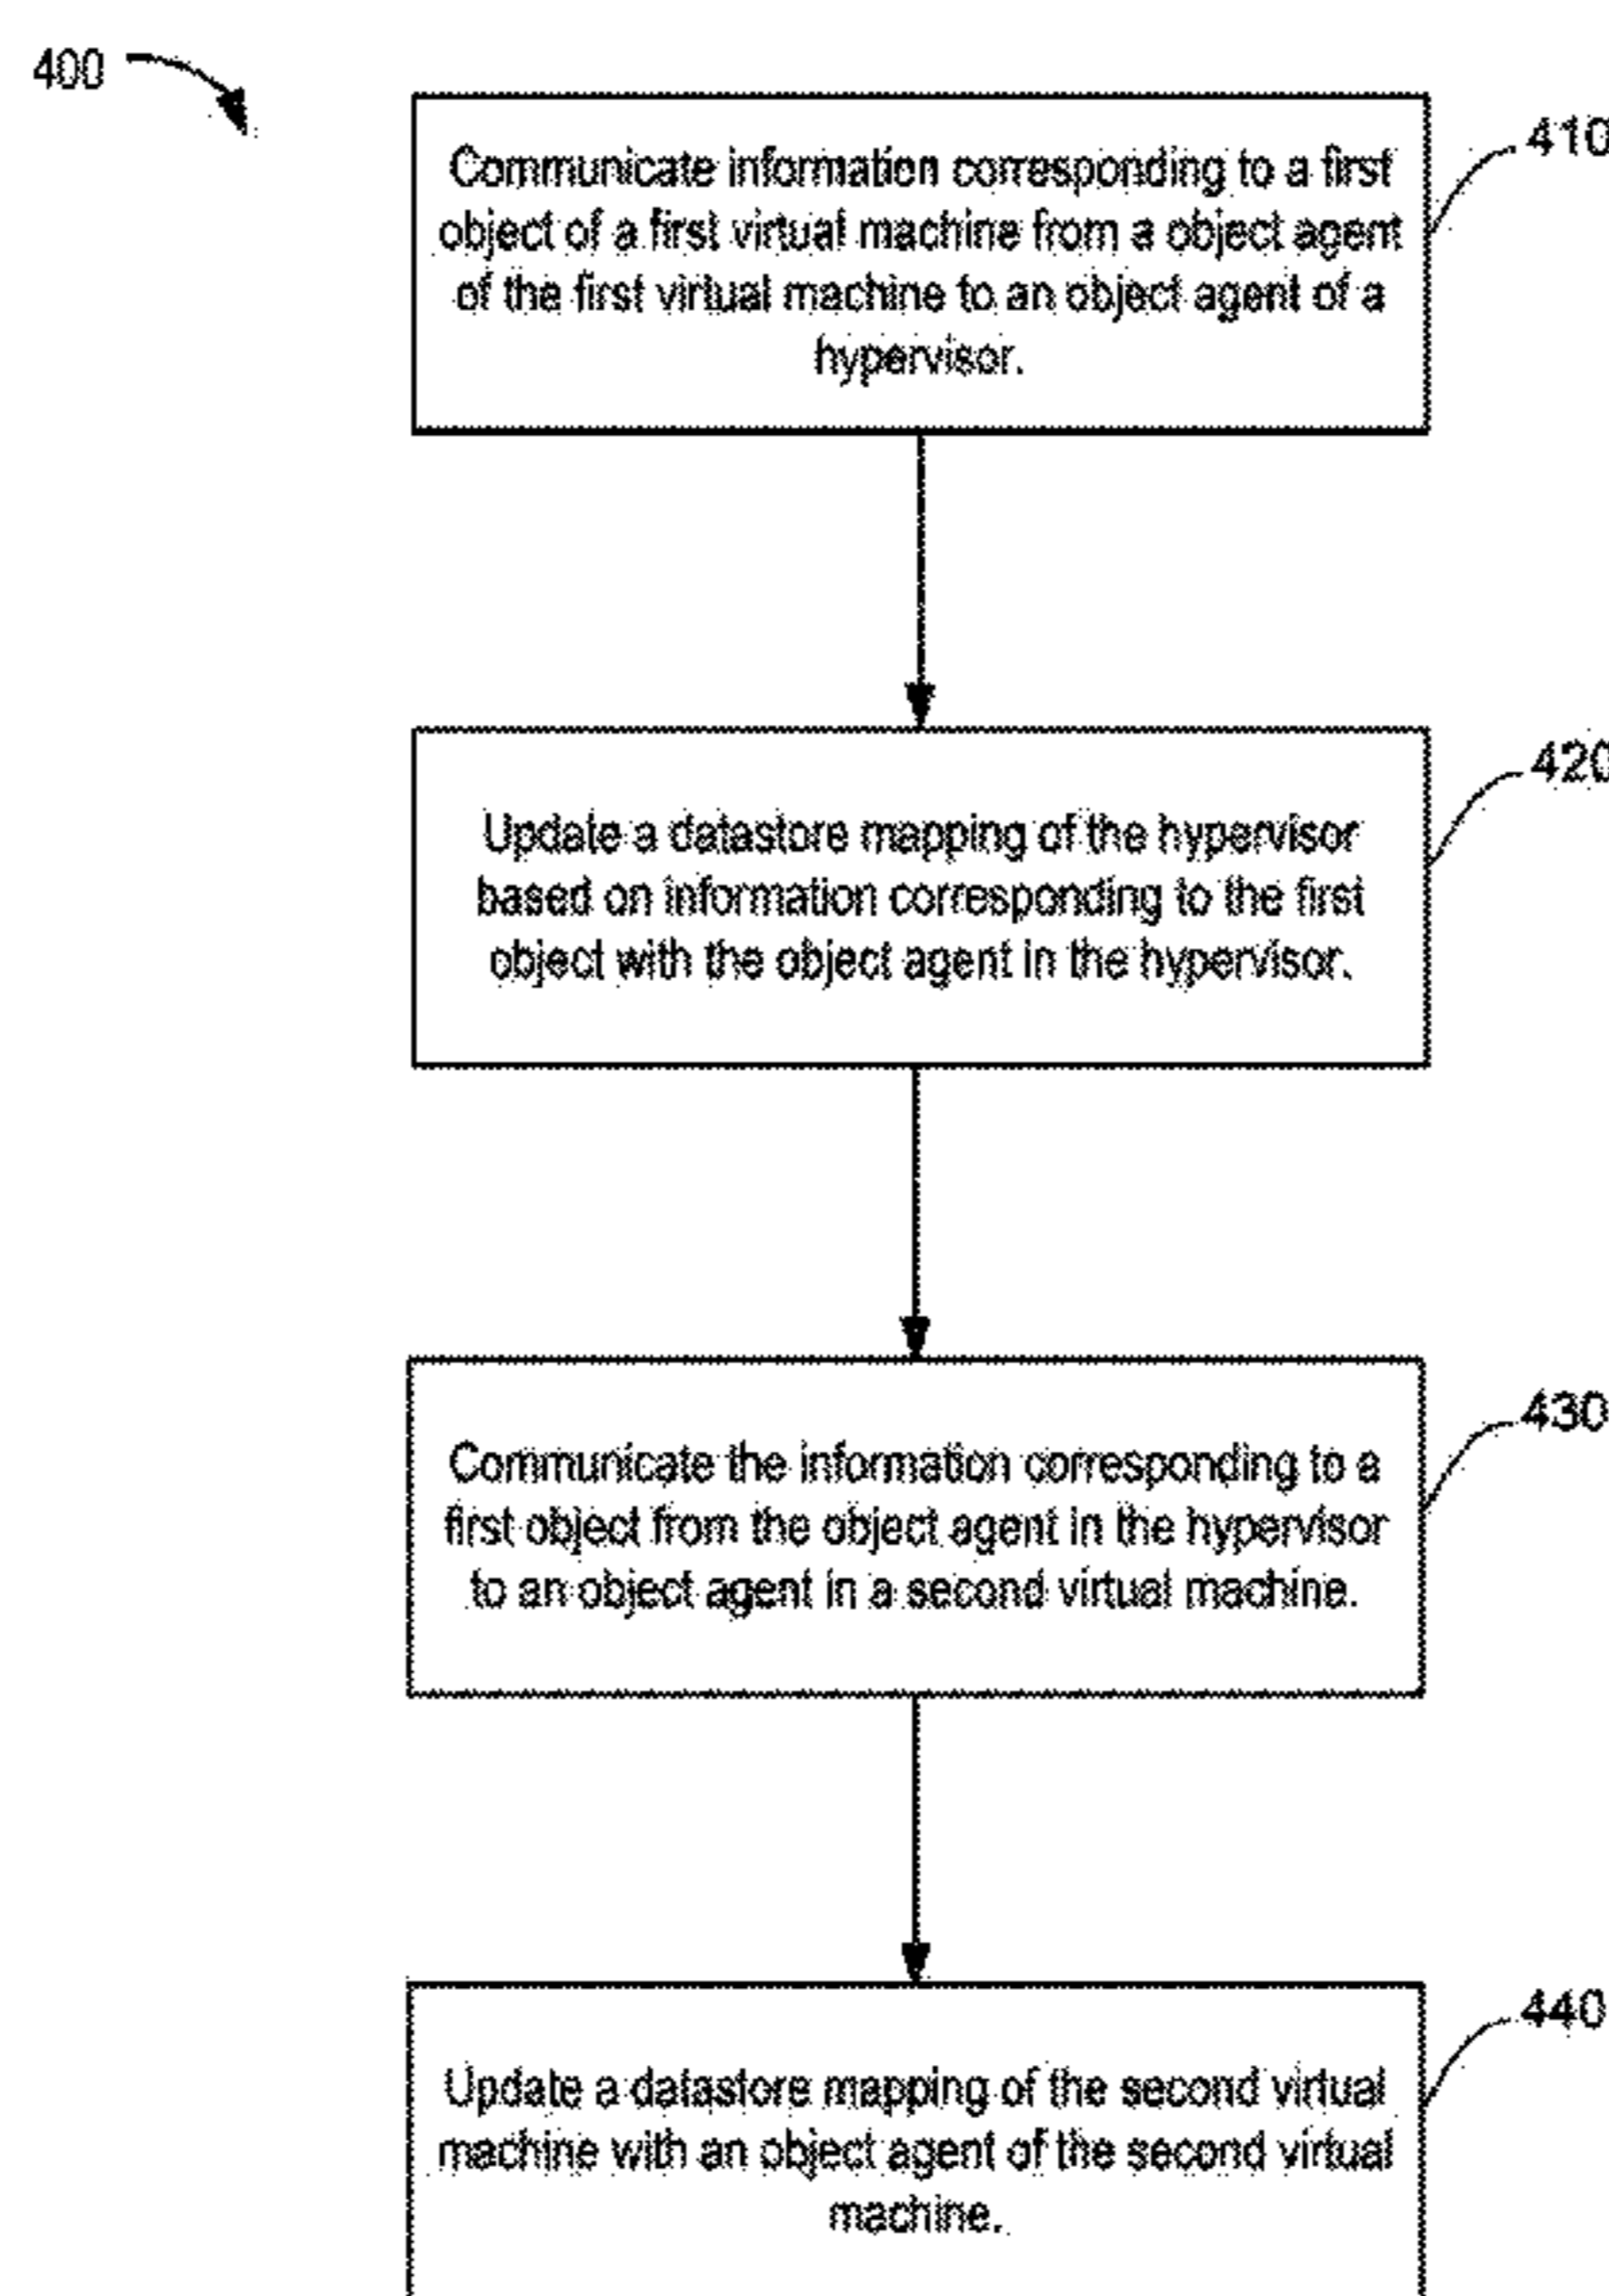 400
410
Communicate information corresponding to a first
object of a first virtual machine from a object agent
of the first virtual machine to an object agent of a
hypervisor.
420
Update a datastore mapping of the hypervisor
based on information corresponding to the first
object with the object agent in the hypervisor.
430
Communicate the information corresponding to a
first object from the object agent in the hypervisor
to an object agent in a second virtual machine.
440
Update a datastore mapping of the second virtual
machine with an object agent of the second virtual
machine.